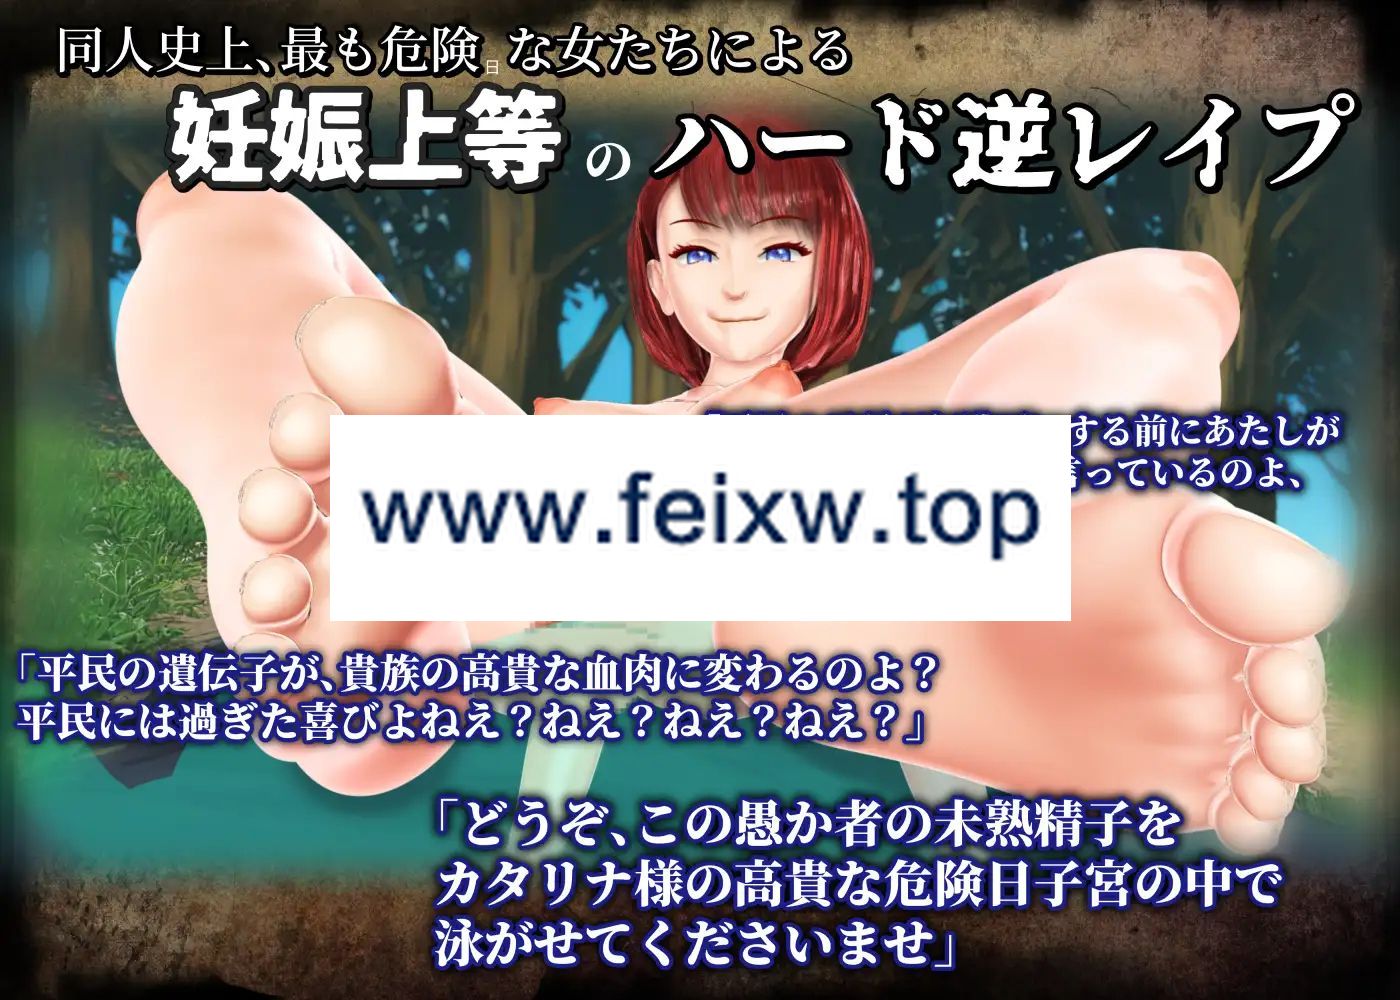 同人史上、最も危険日な女たちによる
妊娠上等のハード逆レイプ
する前にあたしが
言っているのよ、
www.feixw.top
「平民の遺伝子が、貴族の高貴な血肉に変わるのよ？
平民には過ぎた喜びよねえ？ねえ？ねえ？ねえ？」
「どうぞ、この愚か者の未熟精子を
カタリナ様の高貴な危険日子宮の中で
泳がせてくださいませ」